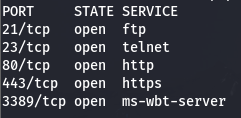 PORT STATE SERVICE
21/tcp open ftp
23/tcp open telnet
80/tcp open http
443/tcp open https
3389/tcp open ms-wbt-server